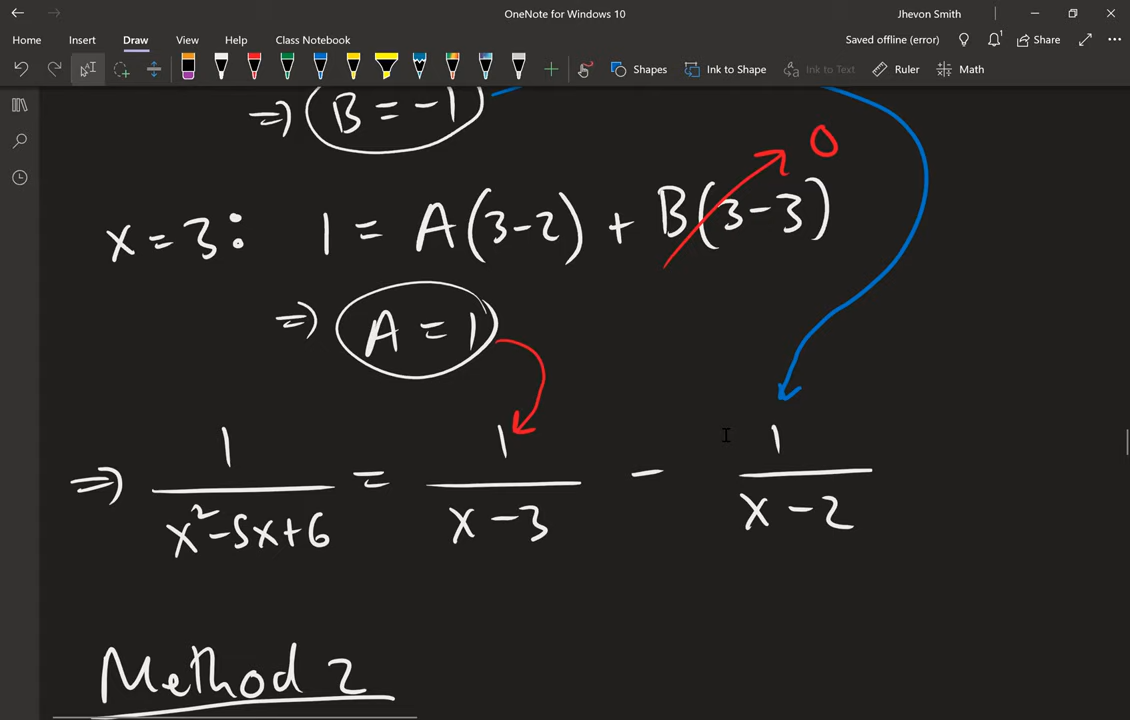 OneNote for Windows 10
Jhevon Smith
Home Insert Draw View Help Class Notebook
Saved offline (error) Share
Shapes Ink to Shape Ink to Text Ruler Math
⇒) B = -1
0
x = 3: 1 = A(3-2) + B(3-3)
⇒) A = 1
⇒) 1/(x²-5x+6) = 1/(x-3) - 1/(x-2)
Method 2